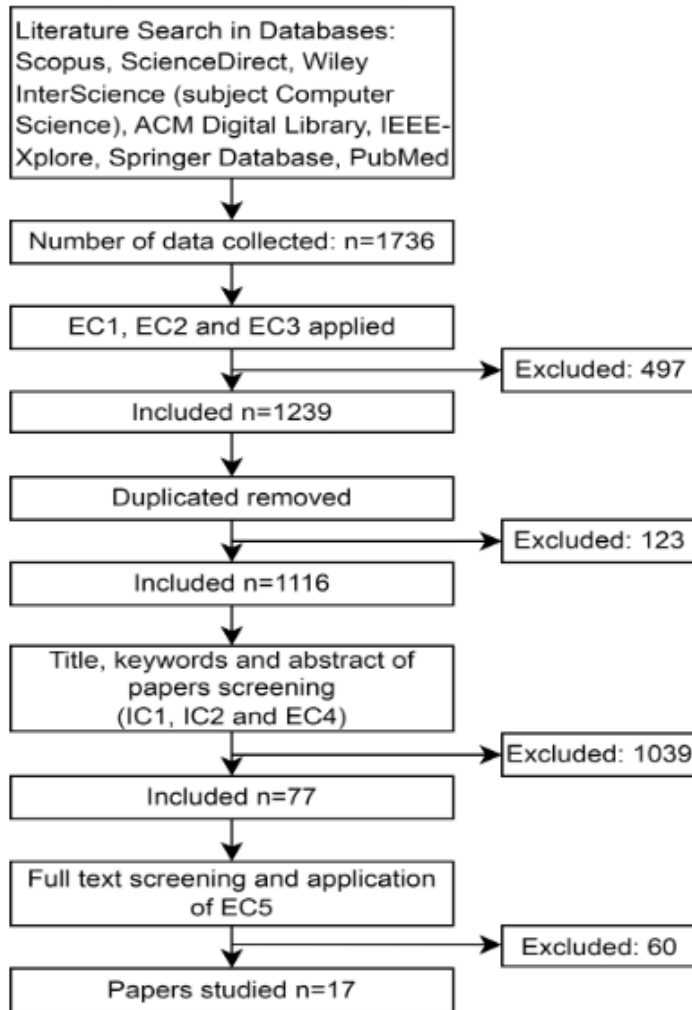 Literature Search in Databases:
Scopus, ScienceDirect, Wiley
InterScience (subject Computer
Science), ACM Digital Library, IEEE-
Xplore, Springer Database, PubMed
Number of data collected: n=1736
EC1, EC2 and EC3 applied
Excluded: 497
Included n=1239
Duplicated removed
Excluded: 123
Included n=1116
Title, keywords and abstract of
papers screening
(IC1, IC2 and EC4)
Excluded: 1039
Included n=77
Full text screening and application
of EC5
Excluded: 60
Papers studied n=17